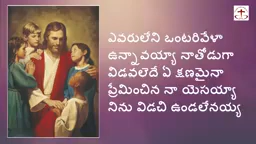 ఎవరులేని ఒంటరివేళా
ఉన్నావయ్యా నాతోడుగా
విడవలెదే ఏ క్షణమైనా
ప్రేమించిన నా యెసయ్యా
నిను విడచి ఉండలేనయ్య